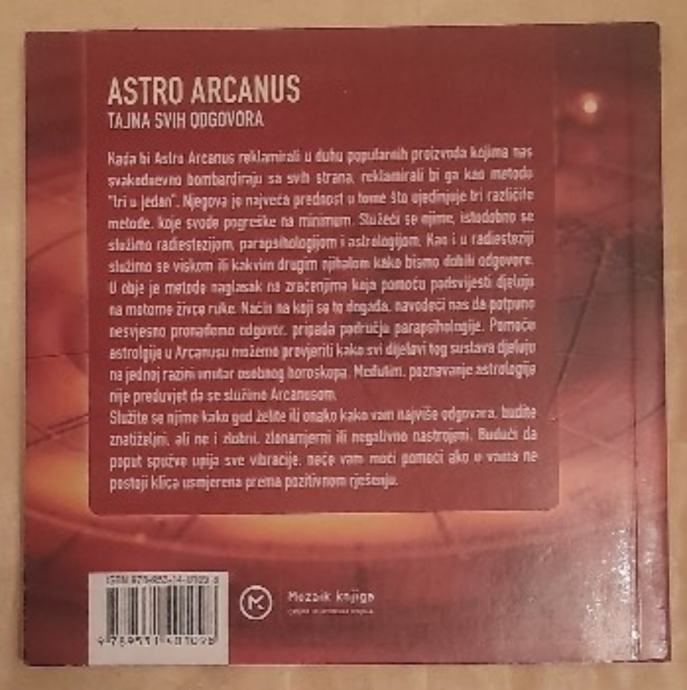 ASTRO ARCANUS
TAJNA SVIH ODGOVORA
Kada bi Astro Arcanus reklamirali u duhu popularnih proizvoda kojima nas
svakodnevno bombardiraju sa svih strana, reklamirali bi ga kao metodu
"tri u jedan". Njegova je najveća prednost u tome što ujedinjuje tri različite
metode, koje svode pogreške na minimum. Služeći se njime, istodobno se
služimo radiestezijom, parapsihologijom i astrologijom. Kao i u radiesteziji
služimo se viskom ili kakvim drugim njihalom kako bismo dobili odgovore.
U obje je metode naglasak na zračenjima koja pomoću podsvijesti djeluju
na motorne živce ruke. Način na koji se to događa, navodeći nas da potpuno
nesvjesno pronađemo odgovor, pripada području parapsihologije. Pomoću
astrolgije u Arcanusu možemo provjeriti kako svi dijelovi tog sustava djeluju
na jednoj razini unutar osobnog horoskopa. Međutim, poznavanje astrologije
nije preduvjet da se služimo Arcanusom.
Služite se njime kako god želite ili onako kako vam najviše odgovara, budite
znatiželjni, ali ne i zlobni, zlonamjerni ili negativno nastrojeni. Budući da
poput spužve upija sve vibracije, neće vam moći pomoći ako u vama ne
postoji klica usmjerena prema pozitivnom rješenju.
ISBN
Mozaik knjiga